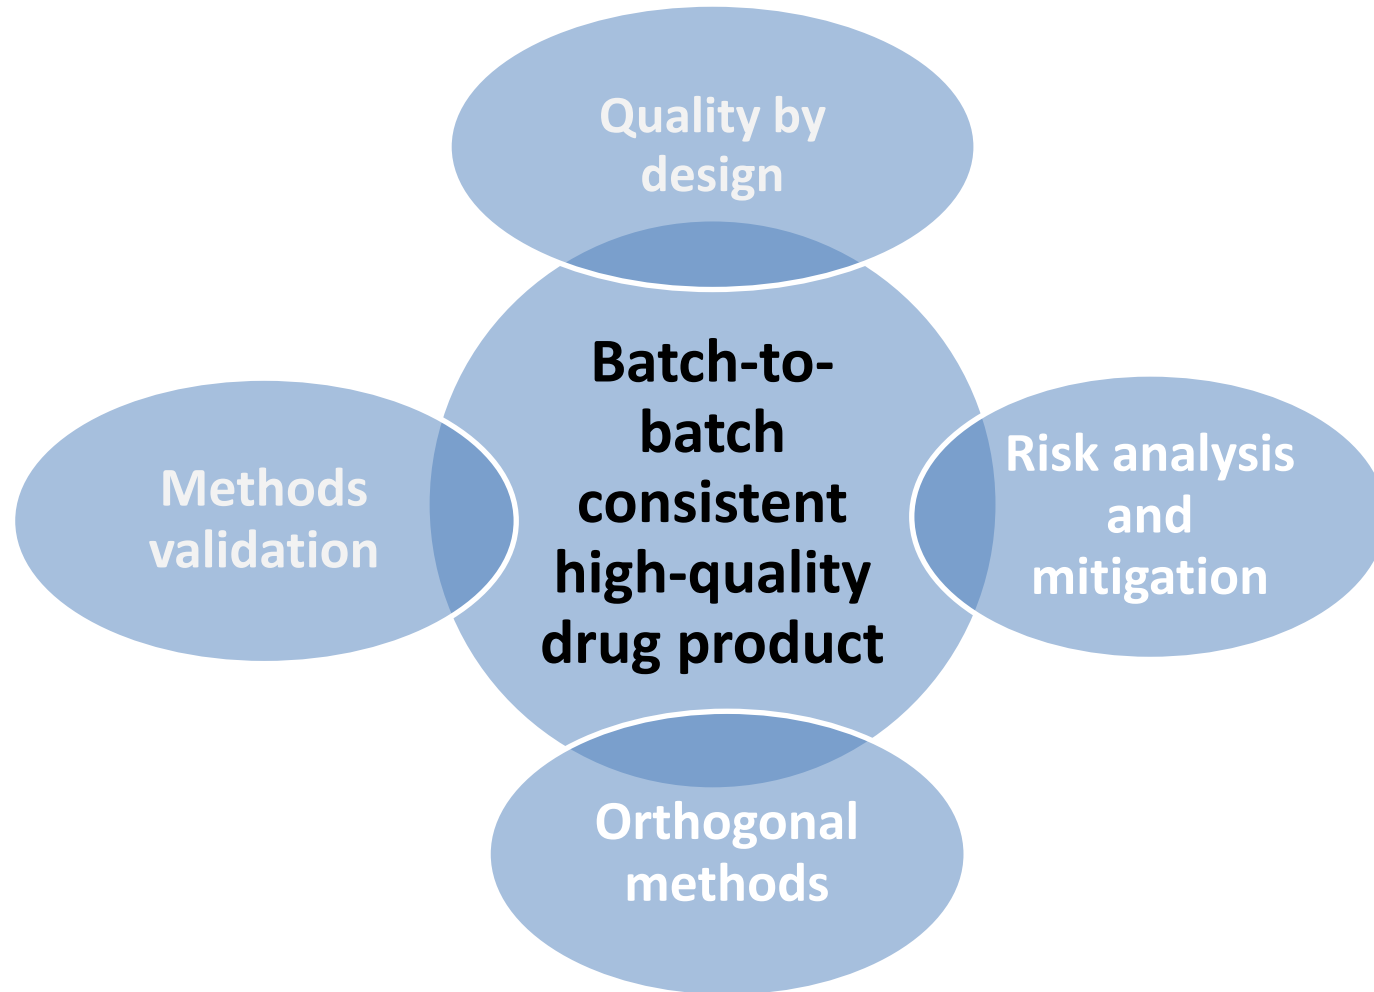 Quality by
design
Batch-to-
batch
consistent
high-quality
drug product
Methods
validation
Risk analysis
and
mitigation
Orthogonal
methods